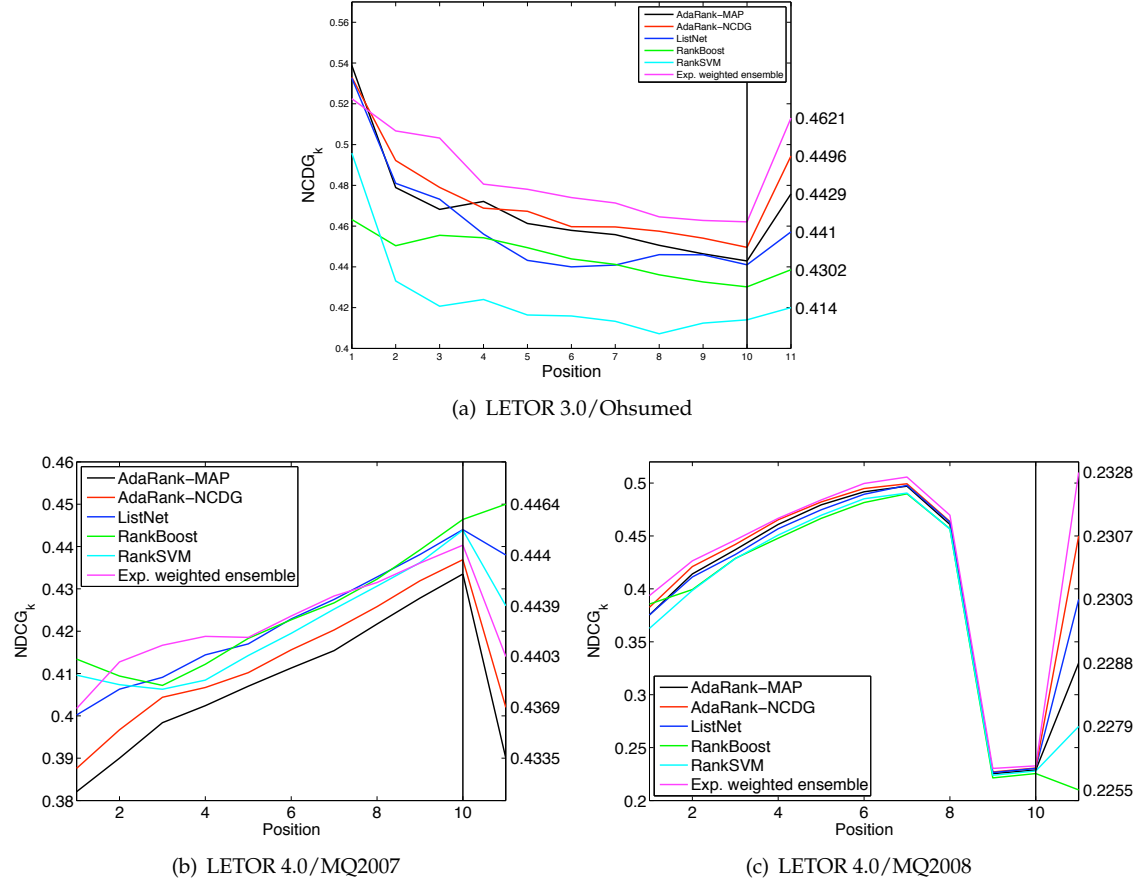 0.56
0.54
0.52
0.5
0.48
0.46
0.44
0.42
0.4
NCDG_k
AdaRank−MAP
AdaRank−NCDG
ListNet
RankBoost
RankSVM
Exp. weighted ensemble
0.4621
0.4496
0.4429
0.441
0.4302
0.414
1 2 3 4 5 6 7 8 9 10 11
Position
(a) LETOR 3.0/Ohsumed
0.46
0.45
0.44
0.43
0.42
0.41
0.4
0.39
0.38
NDCG_k
AdaRank−MAP
AdaRank−NCDG
ListNet
RankBoost
RankSVM
Exp. weighted ensemble
0.4464
0.444
0.4439
0.4403
0.4369
0.4335
2 4 6 8 10
Position
(b) LETOR 4.0/MQ2007
0.5
0.45
0.4
0.35
0.3
0.25
0.2
NDCG_k
AdaRank−MAP
AdaRank−NCDG
ListNet
RankBoost
RankSVM
Exp. weighted ensemble
0.2328
0.2307
0.2303
0.2288
0.2279
0.2255
2 4 6 8 10
Position
(c) LETOR 4.0/MQ2008